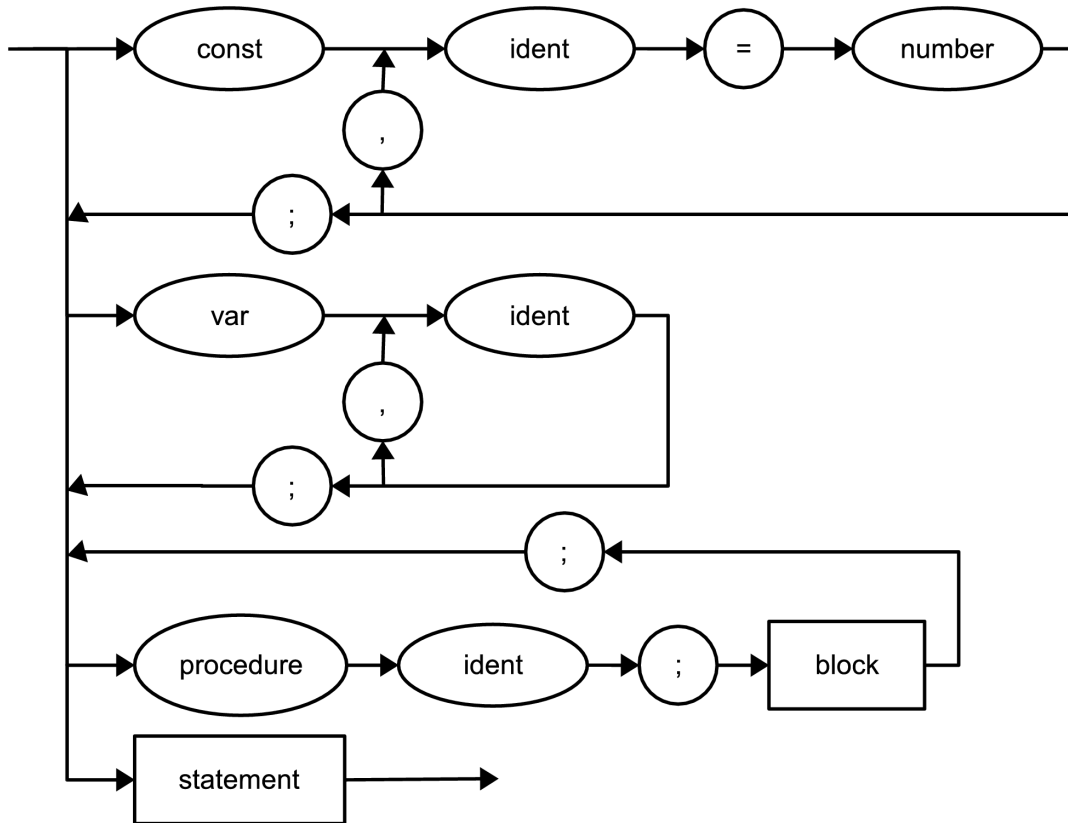 const ident = number
,
;
var ident
,
;
;
procedure ident ; block
statement